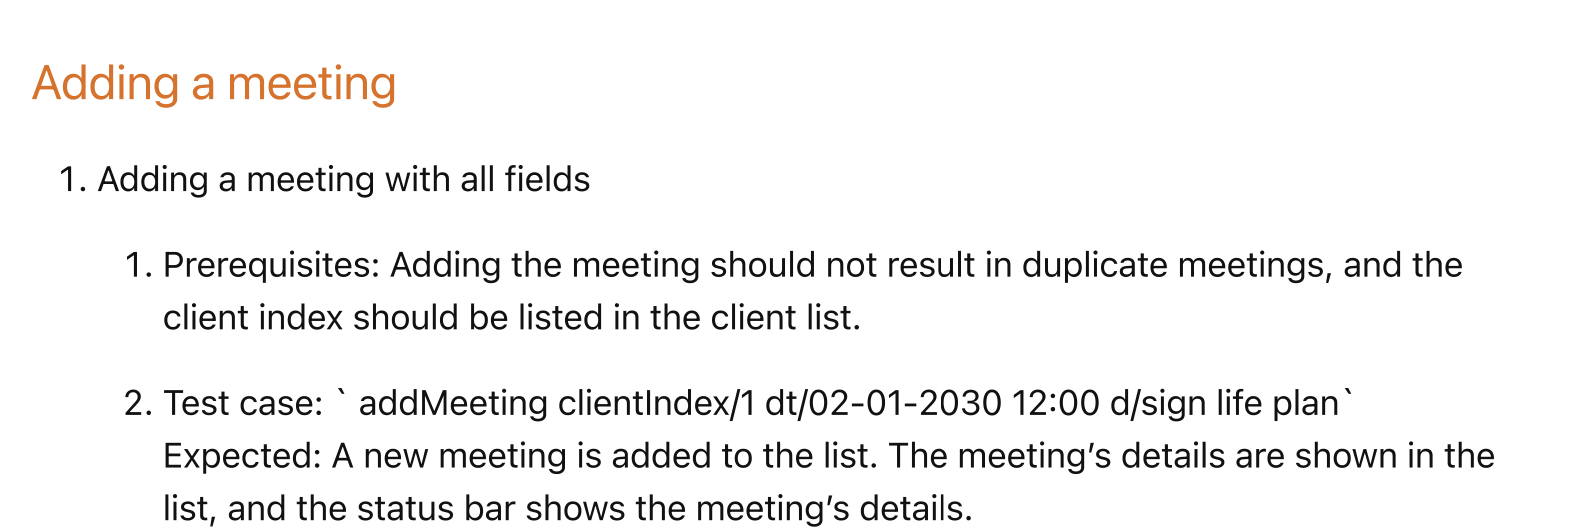 Adding a meeting
1. Adding a meeting with all fields
1. Prerequisites: Adding the meeting should not result in duplicate meetings, and the
client index should be listed in the client list.
2. Test case: ` addMeeting clientIndex/1 dt/02-01-2030 12:00 d/sign life plan`
Expected: A new meeting is added to the list. The meeting’s details are shown in the
list, and the status bar shows the meeting’s details.